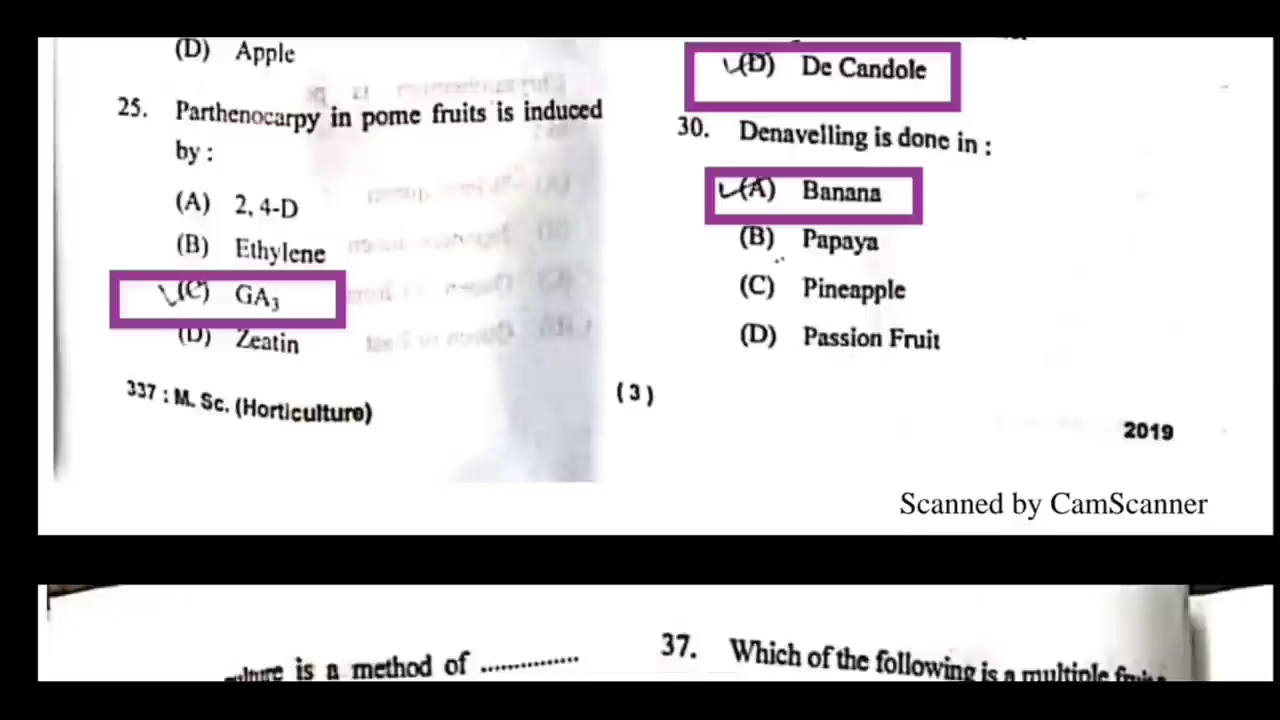 (D) Apple
25. Parthenocarpy in pome fruits is induced
by :
(A) 2, 4-D
(B) Ethylene
(C) GA₃
(D) Zeatin
337 : M. Sc. (Horticulture)
(D) De Candole
30. Denavelling is done in :
(A) Banana
(B) Papaya
(C) Pineapple
(D) Passion Fruit
(3)
2019
Scanned by CamScanner
is a method of ...............
37. Which of the following is a multiple